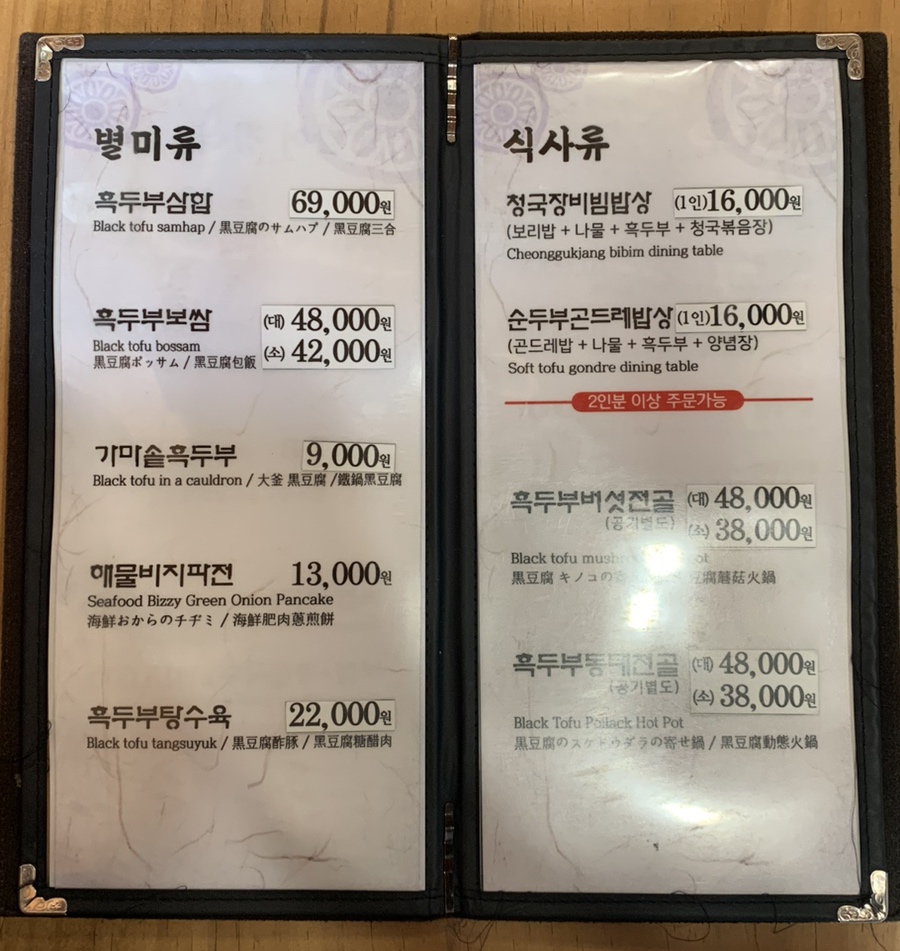 별미류
흑두부삼합 69,000원
Black tofu samhap / 黒豆腐のサムハプ / 黑豆腐三合
흑두부보쌈 (대) 48,000원
(소) 42,000원
Black tofu bossam
黒豆腐ポッサム / 黑豆腐包飯
가마솥흑두부 9,000원
Black tofu in a cauldron / 大釜 黒豆腐 /鐵鍋黑豆腐
해물비지파전 13,000원
Seafood Bizzy Green Onion Pancake
海鮮おからのチヂミ / 海鮮肥肉蔥煎餅
흑두부탕수육 22,000원
Black tofu tangsuyuk / 黒豆腐酢豚 / 黑豆腐糖醋肉
식사류
청국장비빔밥상 (1인)16,000원
(보리밥 + 나물 + 흑두부 + 청국볶음장)
Cheonggukjang bibim dining table
순두부곤드레밥상 (1인)16,000원
(곤드레밥 + 나물 + 흑두부 + 양념장)
Soft tofu gondre dining table
2인분 이상 주문가능
흑두부버섯전골 (대) 48,000원
(공기별도) (소) 38,000원
Black tofu
黒豆腐 キノコの 腐蘑菇火鍋
흑두부동태전골 (대) 48,000원
(공기별도) (소) 38,000원
Black Tofu Pollack Hot Pot
黒豆腐のスケトウダラの寄せ鍋 / 黑豆腐動態火鍋